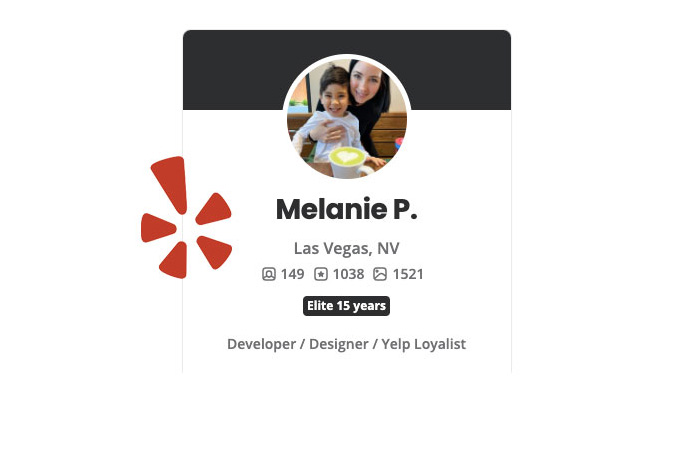 Melanie P.
Las Vegas, NV
149 1038 1521
Elite 15 years
Developer / Designer / Yelp Loyalist